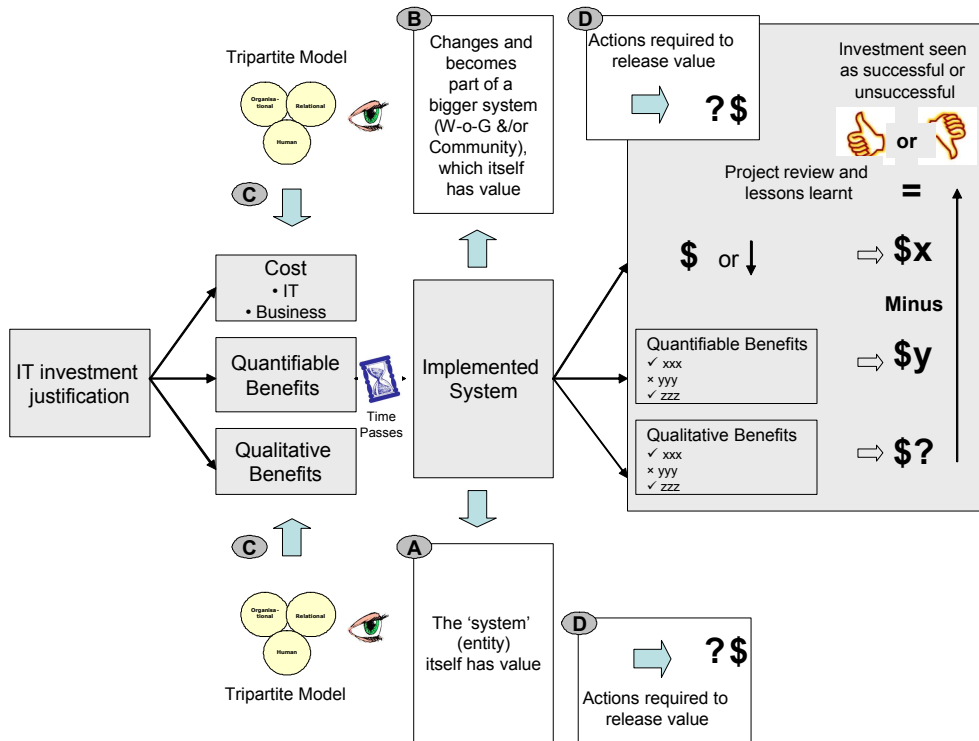 B
Changes and
becomes
part of a
bigger system
(W-o-G &/or
Community),
which itself
has value
D
Actions required to
release value
?$
Investment seen
as successful or
unsuccessful
or
Project review and
lessons learnt
=
Tripartite Model
Organisa-
tional
Relational
Human
C
Cost
• IT
• Business
IT investment
justification
Quantifiable
Benefits
Time
Passes
Qualitative
Benefits
Implemented
System
$ or ↓
$x
Minus
Quantifiable Benefits
✓ xxx
× yyy
✓ zzz
$y
Qualitative Benefits
✓ xxx
× yyy
✓ zzz
$?
C
Organisa-
tional
Relational
Human
Tripartite Model
A
The ‘system’
(entity)
itself has value
D
?$
Actions required to
release value